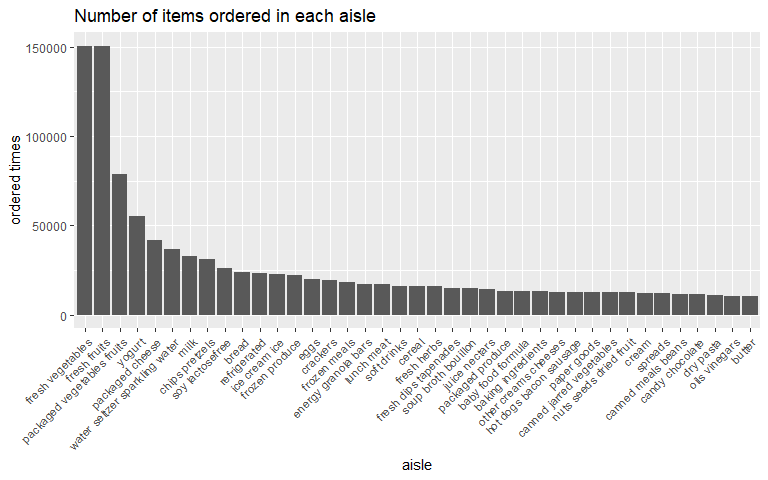 Number of items ordered in each aisle
ordered times
150000
100000
50000
0
fresh vegetables
fresh fruits
packaged vegetables fruits
yogurt
packaged cheese
water seltzer sparkling water
milk
chips pretzels
soy lactosefree
bread
refrigerated
ice cream ice
frozen produce
eggs
crackers
frozen meals
energy granola bars
lunch meat
soft drinks
cereal
fresh herbs
fresh dips tapenades
soup broth bouillon
juice nectars
packaged produce
baby food formula
baking ingredients
other creams cheeses
hot dogs bacon sausage
paper goods
canned jarred vegetables
nuts seeds dried fruit
cream
spreads
canned meals beans
candy chocolate
dry pasta
oils vinegars
butter
aisle